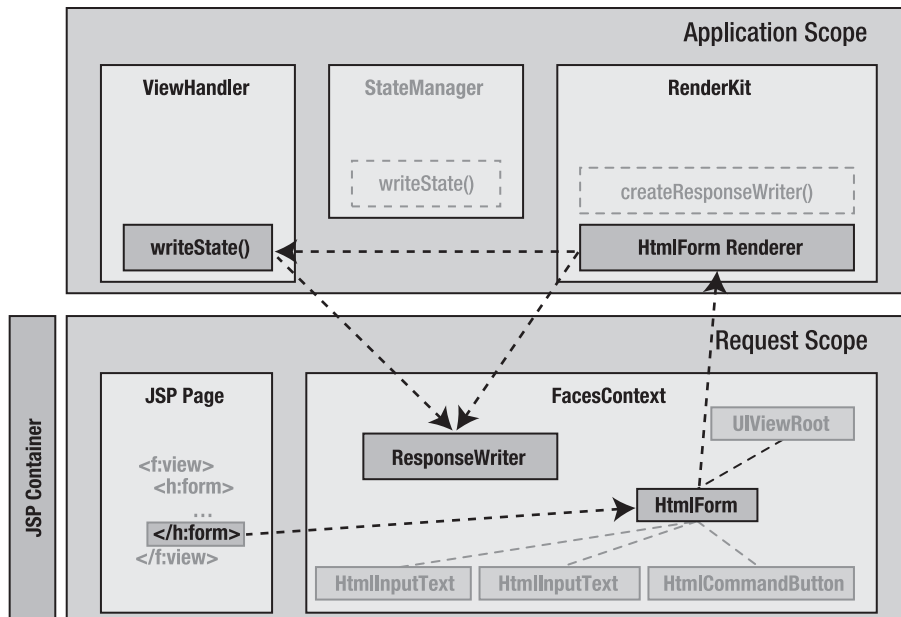 Application Scope
ViewHandler
StateManager
RenderKit
writeState()
createResponseWriter()
writeState()
HtmlForm Renderer
JSP Container
Request Scope
JSP Page
FacesContext
UIViewRoot
ResponseWriter
<f:view>
<h:form>
...
</h:form>
</f:view>
HtmlForm
HtmlInputText
HtmlInputText
HtmlCommandButton